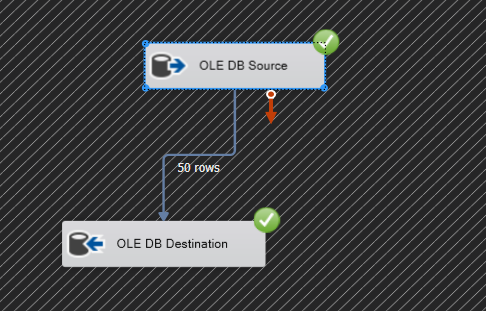 OLE DB Source
50 rows
OLE DB Destination